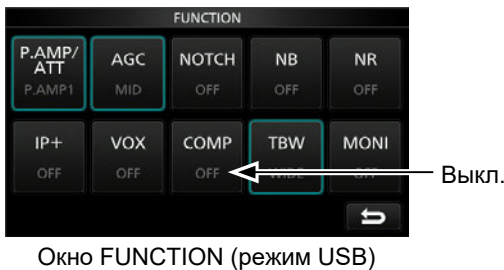 FUNCTION
P.AMP/ATT AGC NOTCH NB NR
P.AMP1 MID OFF OFF OFF
IP+ VOX COMP TBW MONI
OFF OFF OFF WIDE OFF
Выкл.
Окно FUNCTION (режим USB)